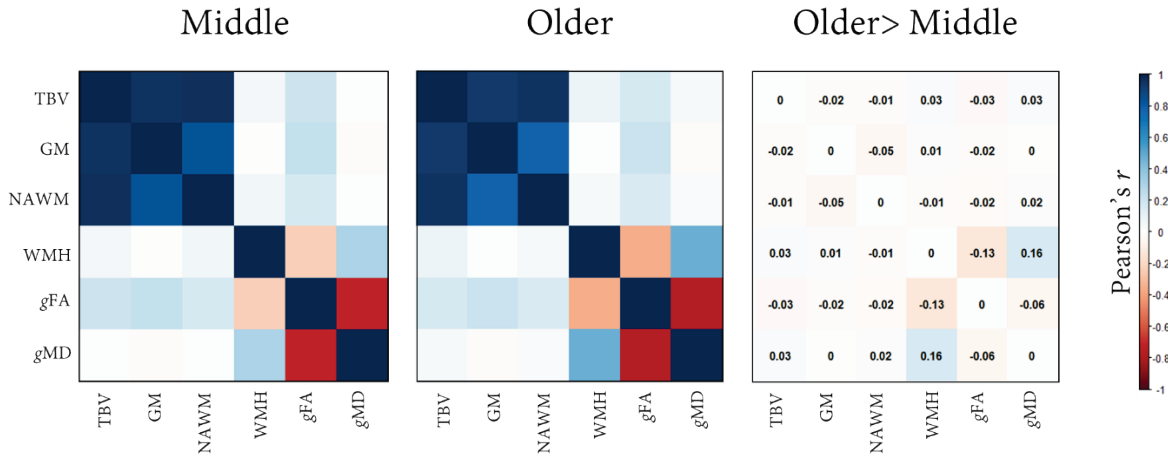 Middle Older Older> Middle
TBV 0 -0.02 -0.01 0.03 -0.03 0.03
GM -0.02 0 -0.05 0.01 -0.02 0
NAWM -0.01 -0.05 0 -0.01 -0.02 0.02
WMH 0.03 0.01 -0.01 0 -0.13 0.16
gFA -0.03 -0.02 -0.02 -0.13 0 -0.06
gMD 0.03 0 0.02 0.16 -0.06 0
TBV GM NAWM WMH gFA gMD TBV GM NAWM WMH gFA gMD TBV GM NAWM WMH gFA gMD
1
0.8
0.6
0.4
0.2
0
-0.2
-0.4
-0.6
-0.8
-1
Pearson's r